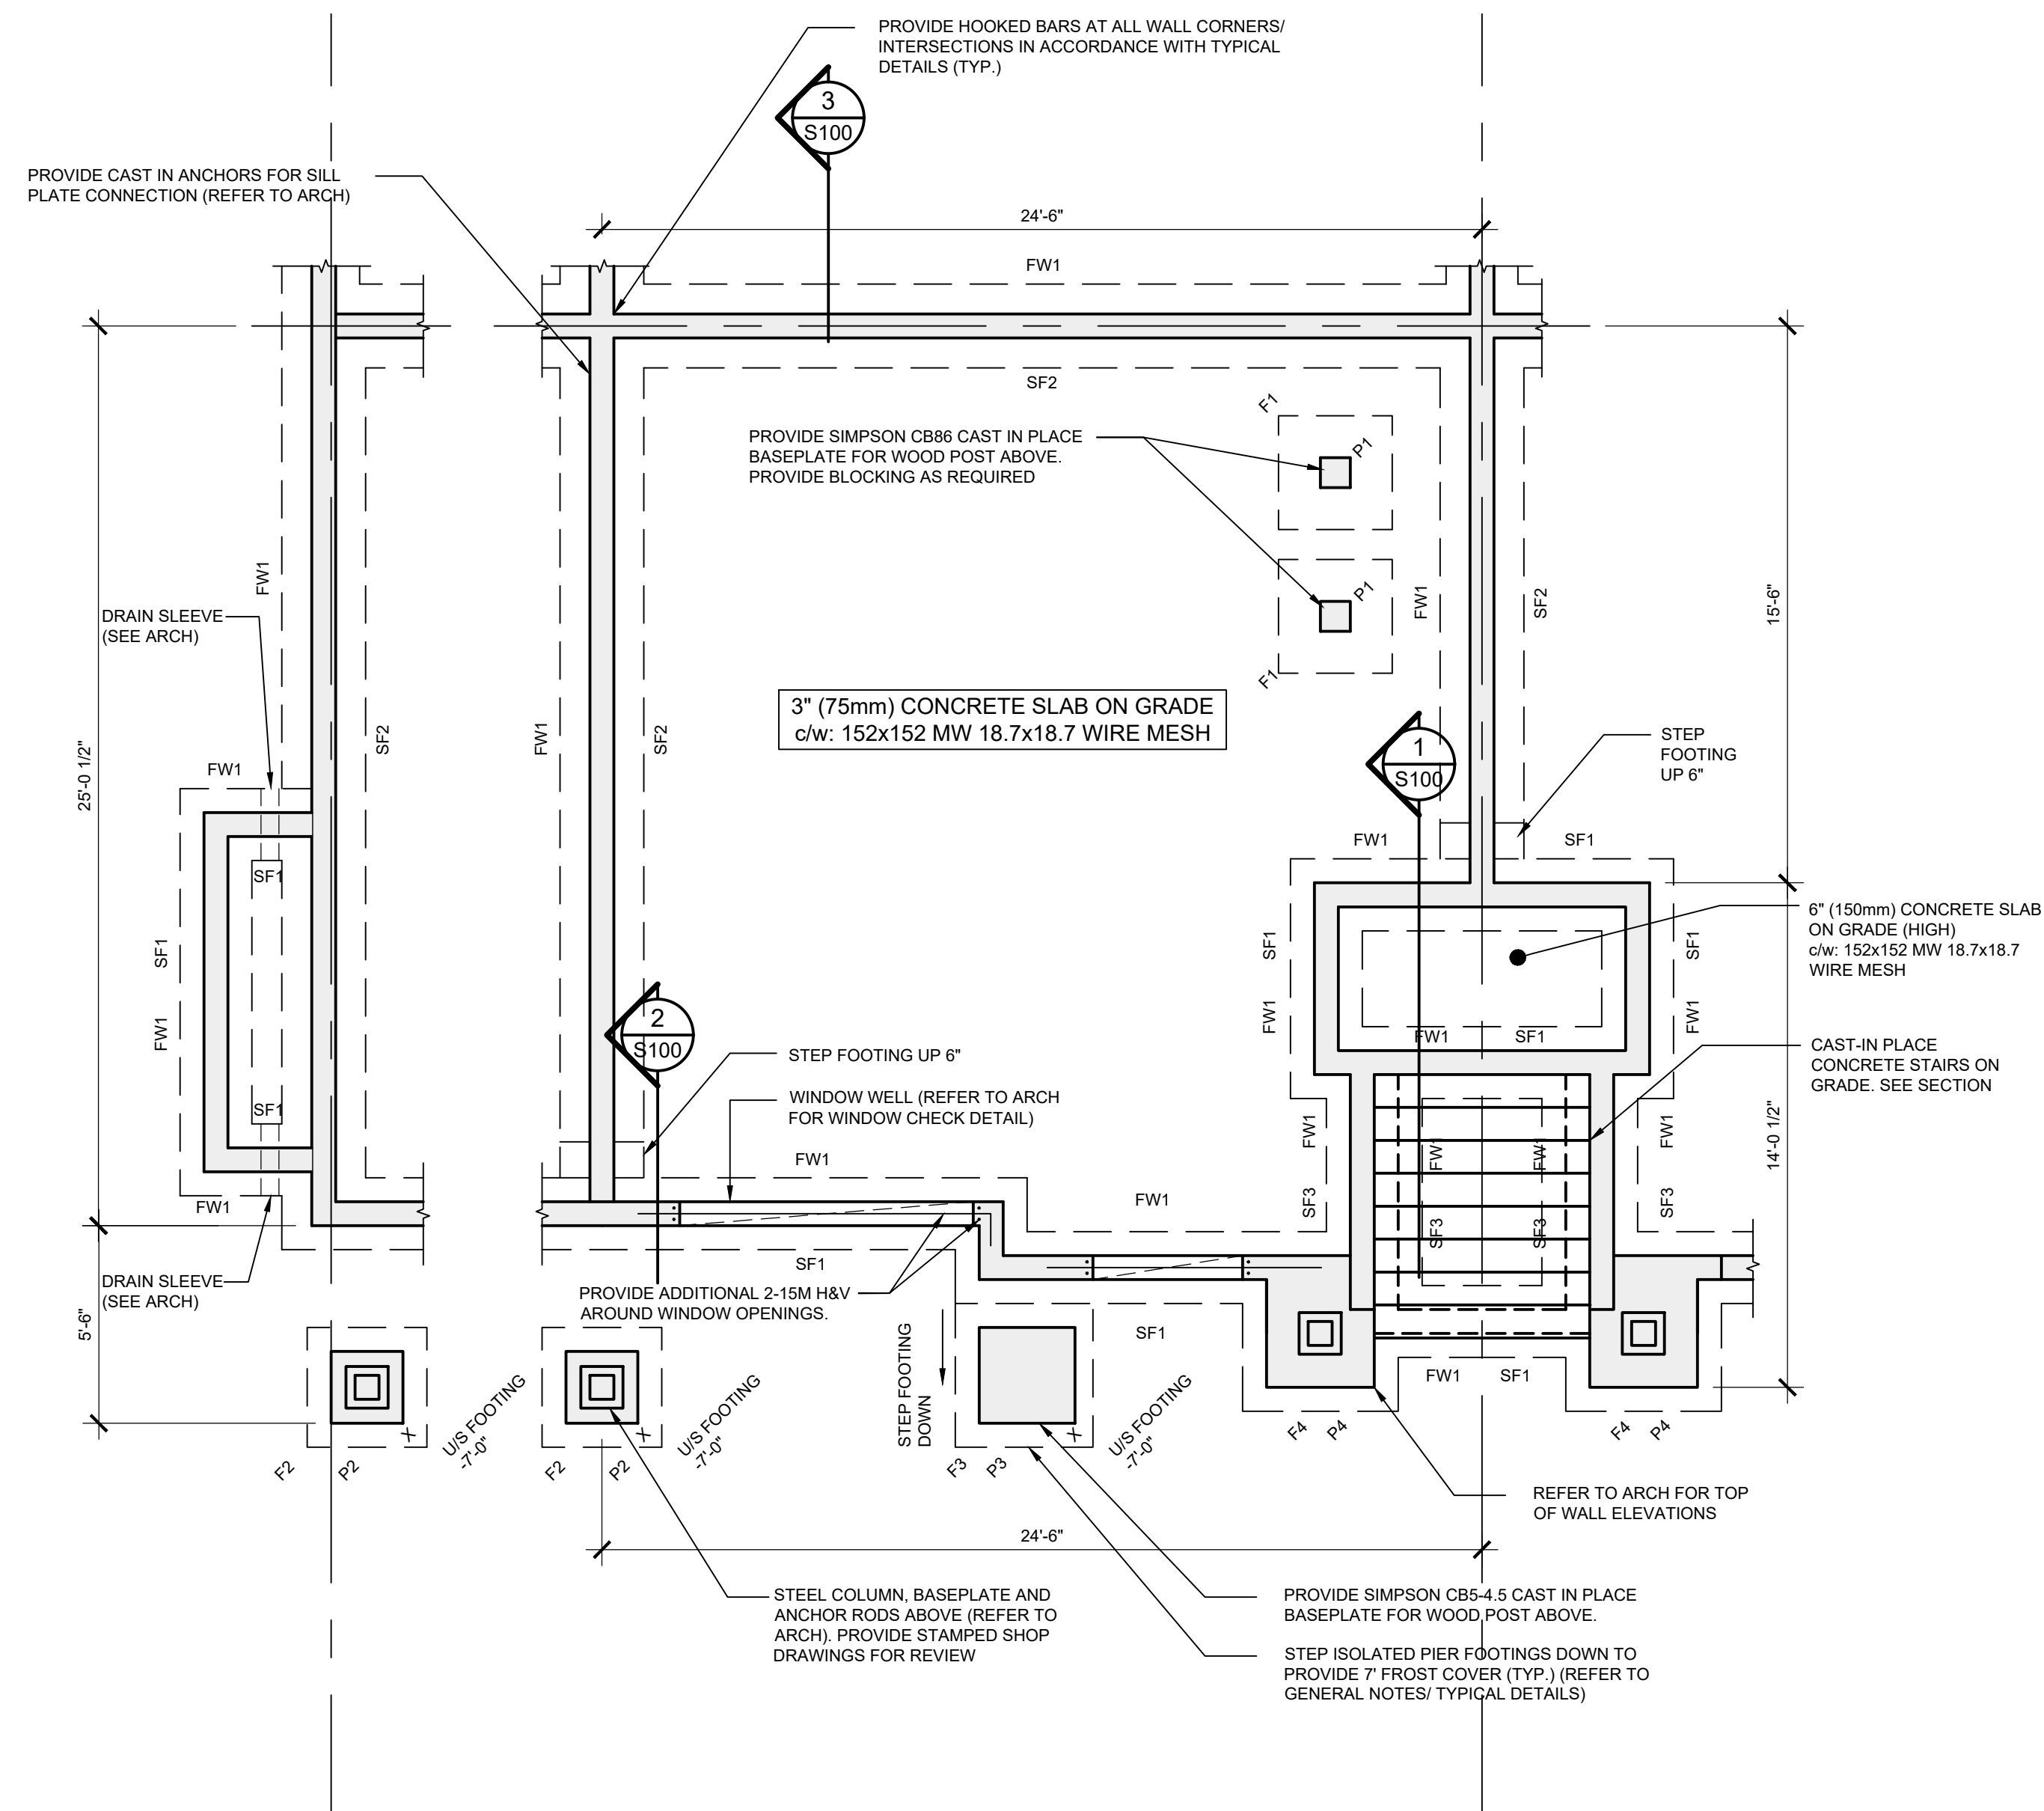 PROVIDE HOOKED BARS AT ALL WALL CORNERS/
INTERSECTIONS IN ACCORDANCE WITH TYPICAL
DETAILS (TYP.)
3
S100
PROVIDE CAST IN ANCHORS FOR SILL
PLATE CONNECTION (REFER TO ARCH)
24'-6"
FW1
SF2
F1
P1
PROVIDE SIMPSON CB86 CAST IN PLACE
BASEPLATE FOR WOOD POST ABOVE.
PROVIDE BLOCKING AS REQUIRED
FW1
P1
FW1
SF2
15'-6"
DRAIN SLEEVE
(SEE ARCH)
F1
3" (75mm) CONCRETE SLAB ON GRADE
c/w: 152x152 MW 18.7x18.7 WIRE MESH
SF2
FW1
SF2
25'-0 1/2"
1
S100
STEP
FOOTING
UP 6"
FW1
FW1
SF1
SF1
6" (150mm) CONCRETE SLAB
ON GRADE (HIGH)
c/w: 152x152 MW 18.7x18.7
WIRE MESH
SF1
SF1
SF1
FW1
FW1
FW1
2
S100
FW1
SF1
STEP FOOTING UP 6"
CAST-IN PLACE
CONCRETE STAIRS ON
GRADE. SEE SECTION
WINDOW WELL (REFER TO ARCH
FOR WINDOW CHECK DETAIL)
SF1
FW1
FW1
FW1
FW1
14'-0 1/2"
FW1
FW1
FW1
SF3
SF3
SF3
SF3
SF1
DRAIN SLEEVE
(SEE ARCH)
PROVIDE ADDITIONAL 2-15M H&V
AROUND WINDOW OPENINGS.
5'-6"
SF1
STEP FOOTING
DOWN
FW1
SF1
X
U/S FOOTING
-7'-0"
X
U/S FOOTING
-7'-0"
X
U/S FOOTING
-7'-0"
F2
P2
F2
P2
F3
P3
F4
P4
F4
P4
REFER TO ARCH FOR TOP
OF WALL ELEVATIONS
24'-6"
STEEL COLUMN, BASEPLATE AND
ANCHOR RODS ABOVE (REFER TO
ARCH). PROVIDE STAMPED SHOP
DRAWINGS FOR REVIEW
PROVIDE SIMPSON CB5-4.5 CAST IN PLACE
BASEPLATE FOR WOOD POST ABOVE.
STEP ISOLATED PIER FOOTINGS DOWN TO
PROVIDE 7' FROST COVER (TYP.) (REFER TO
GENERAL NOTES/ TYPICAL DETAILS)